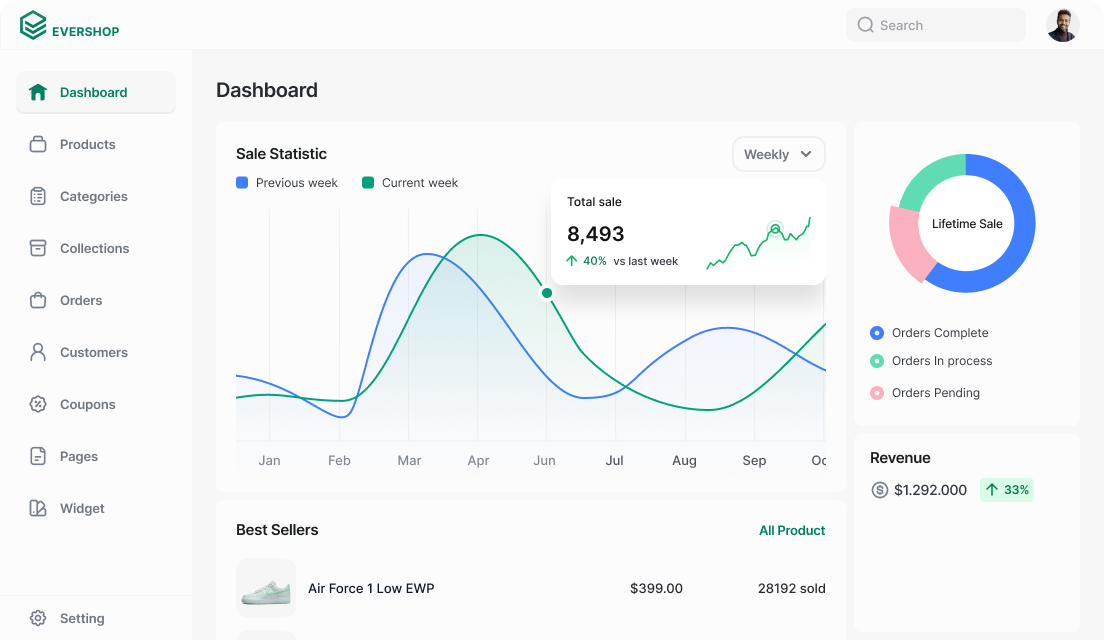 EVERSHOP
Search
Dashboard
Products
Categories
Collections
Orders
Customers
Coupons
Pages
Widget
Setting
Dashboard
Sale Statistic
Weekly
Previous week
Current week
Total sale
8,493
40% vs last week
Jan Feb Mar Apr Jun Jul Aug Sep Oc
Lifetime Sale
Orders Complete
Orders In process
Orders Pending
Revenue
$1.292.000 33%
Best Sellers
All Product
Air Force 1 Low EWP $399.00 28192 sold